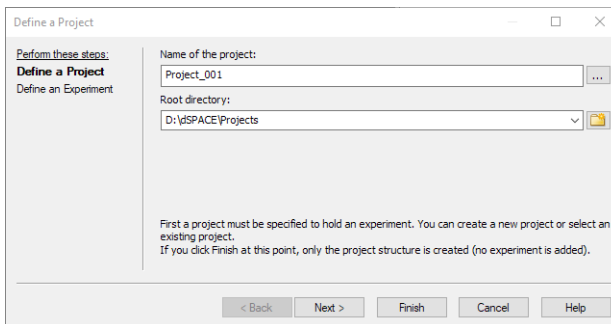 Define a Project
Perform these steps:
Define a Project
Define an Experiment
Name of the project:
Project_001
...
Root directory:
D:\dSPACE\Projects
First a project must be specified to hold an experiment. You can create a new project or select an
existing project.
If you click Finish at this point, only the project structure is created (no experiment is added).
< Back
Next >
Finish
Cancel
Help